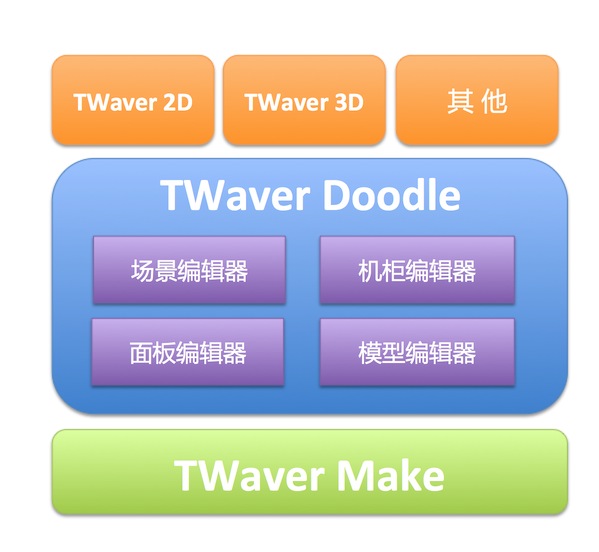 TWaver 2D
TWaver 3D
其 他
TWaver Doodle
场景编辑器
机柜编辑器
面板编辑器
模型编辑器
TWaver Make